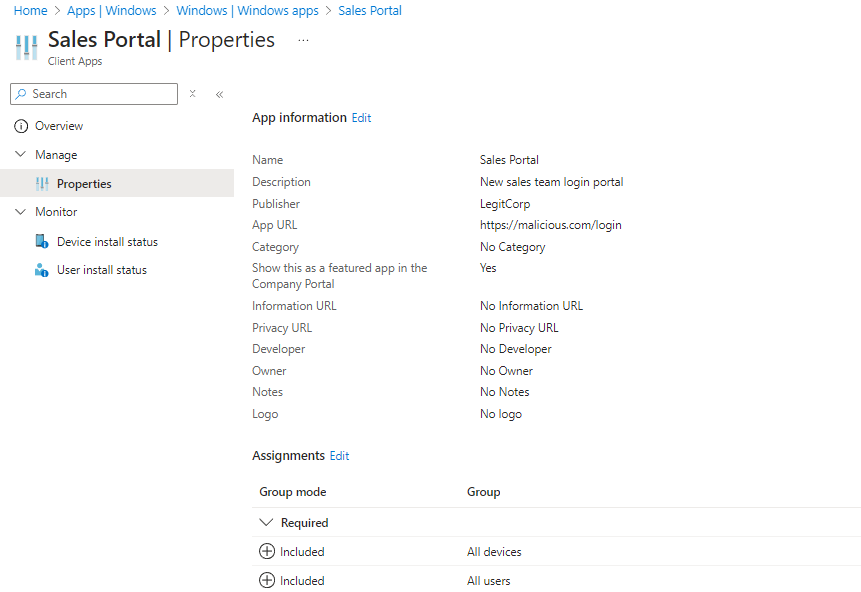 Home > Apps | Windows > Windows | Windows apps > Sales Portal
Sales Portal | Properties ...
Client Apps
Search
Overview
Manage
Properties
Monitor
Device install status
User install status
App information Edit
Name Sales Portal
Description New sales team login portal
Publisher LegitCorp
App URL https://malicious.com/login
Category No Category
Show this as a featured app in the Yes
Company Portal
Information URL No Information URL
Privacy URL No Privacy URL
Developer No Developer
Owner No Owner
Notes No Notes
Logo No logo
Assignments Edit
Group mode Group
Required
Included All devices
Included All users